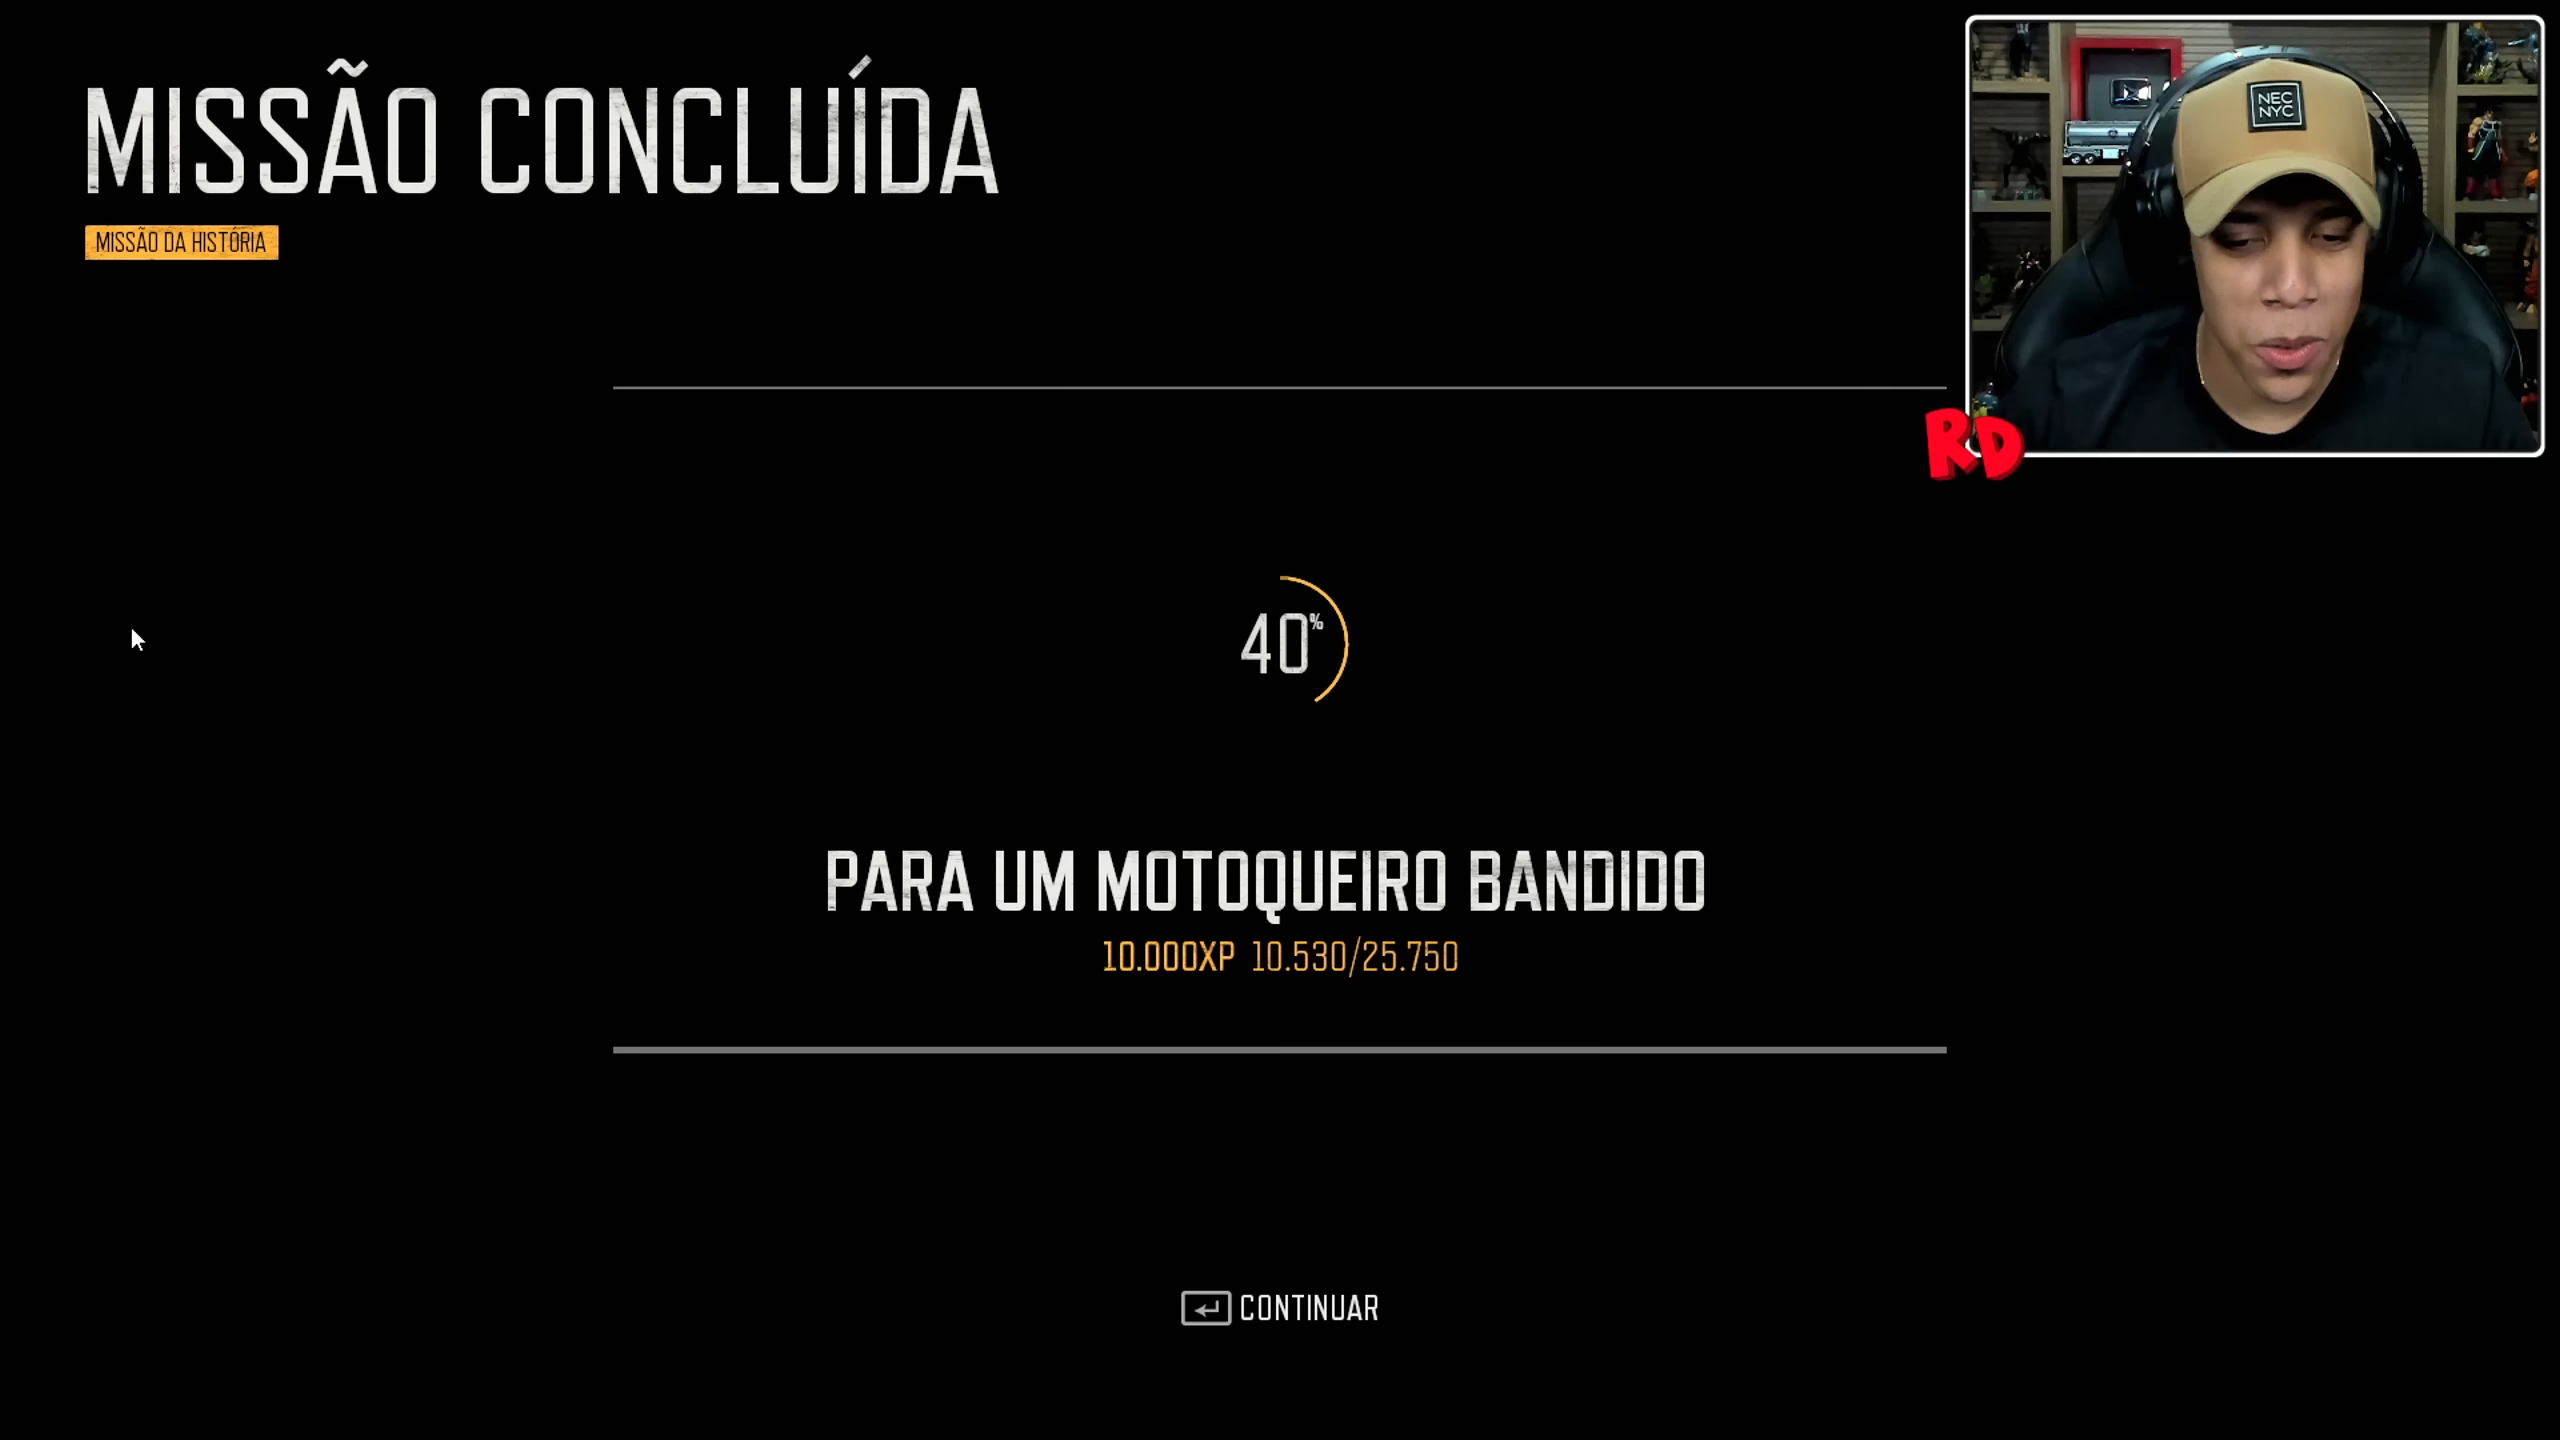 MISSÃO CONCLUÍDA
MISSÃO DA HISTÓRIA
NEC
NYC
RD
40%
PARA UM MOTOQUEIRO BANDIDO
10.000XP 10.530/25.750
CONTINUAR